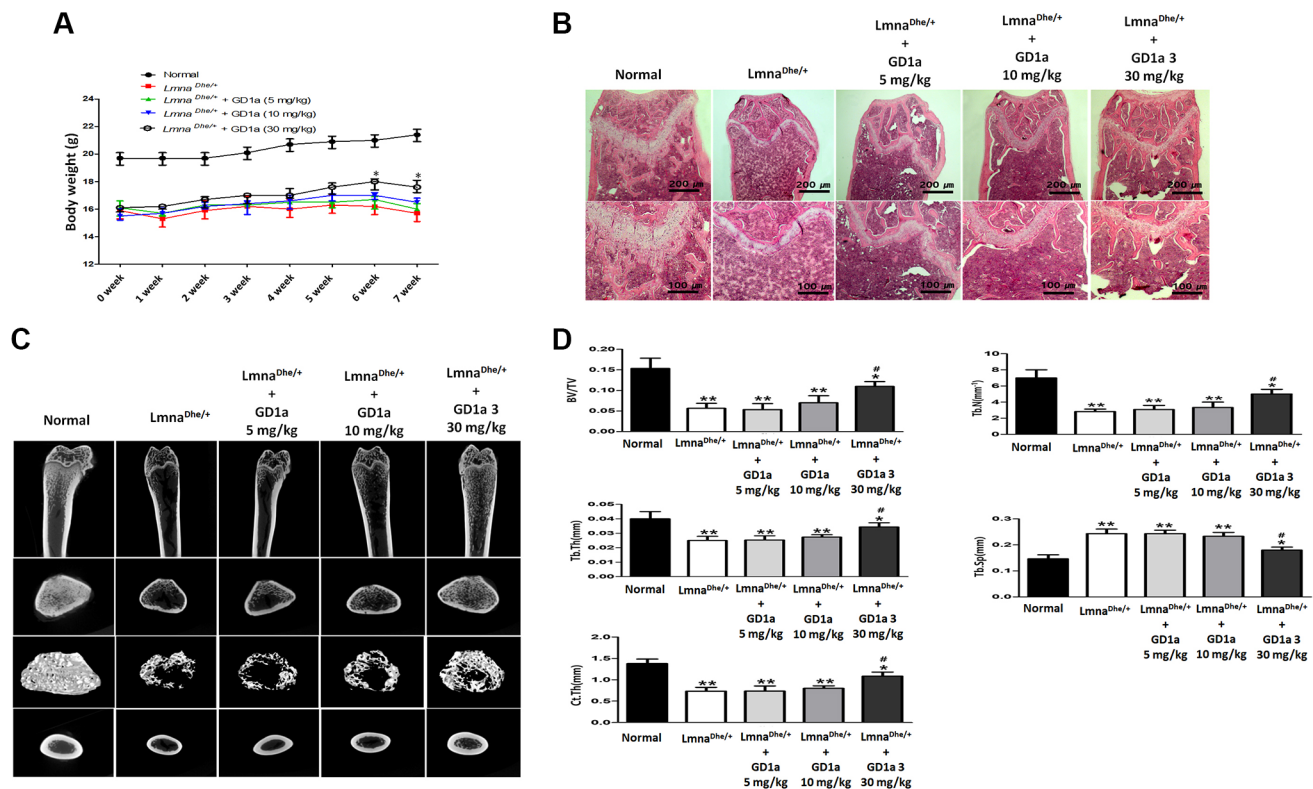 A
Normal
Lmna Dhe/+
Lmna Dhe/+ + GD1a (5 mg/kg)
Lmna Dhe/+ + GD1a (10 mg/kg)
Lmna Dhe/+ + GD1a (30 mg/kg)
Body weight (g)
24
22
20
18
16
14
12
* *
0 week
1 week
2 week
3 week
4 week
5 week
6 week
7 week
B
Normal
LmnaDhe/+
LmnaDhe/+
+
GD1a
5 mg/kg
LmnaDhe/+
+
GD1a
10 mg/kg
LmnaDhe/+
+
GD1a 3
30 mg/kg
200 μm
200 μm
200 μm
200 μm
200 μm
100 μm
100 μm
100 μm
100 μm
100 μm
C
Normal
LmnaDhe/+
LmnaDhe/+
+
GD1a
5 mg/kg
LmnaDhe/+
+
GD1a
10 mg/kg
LmnaDhe/+
+
GD1a 3
30 mg/kg
D
BV/TV
0.20
0.15
0.10
0.05
0.00
** ** ** # *
Normal
LmnaDhe/+
LmnaDhe/+
+
GD1a
5 mg/kg
LmnaDhe/+
+
GD1a
10 mg/kg
LmnaDhe/+
+
GD1a 3
30 mg/kg
Tb.N(mm-1)
10
8
6
4
2
0
** ** ** # *
Normal
LmnaDhe/+
LmnaDhe/+
+
GD1a
5 mg/kg
LmnaDhe/+
+
GD1a
10 mg/kg
LmnaDhe/+
+
GD1a 3
30 mg/kg
Tb.Th(mm)
0.05
0.04
0.03
0.02
0.01
0.00
** ** ** # *
Normal
LmnaDhe/+
LmnaDhe/+
+
GD1a
5 mg/kg
LmnaDhe/+
+
GD1a
10 mg/kg
LmnaDhe/+
+
GD1a 3
30 mg/kg
Tb.Sp(mm)
0.3
0.2
0.1
0.0
** ** ** # *
Normal
LmnaDhe/+
LmnaDhe/+
+
GD1a
5 mg/kg
LmnaDhe/+
+
GD1a
10 mg/kg
LmnaDhe/+
+
GD1a 3
30 mg/kg
Ct.Th(mm)
2.0
1.5
1.0
0.5
0.0
** ** ** # *
Normal
LmnaDhe/+
LmnaDhe/+
+
GD1a
5 mg/kg
LmnaDhe/+
+
GD1a
10 mg/kg
LmnaDhe/+
+
GD1a 3
30 mg/kg